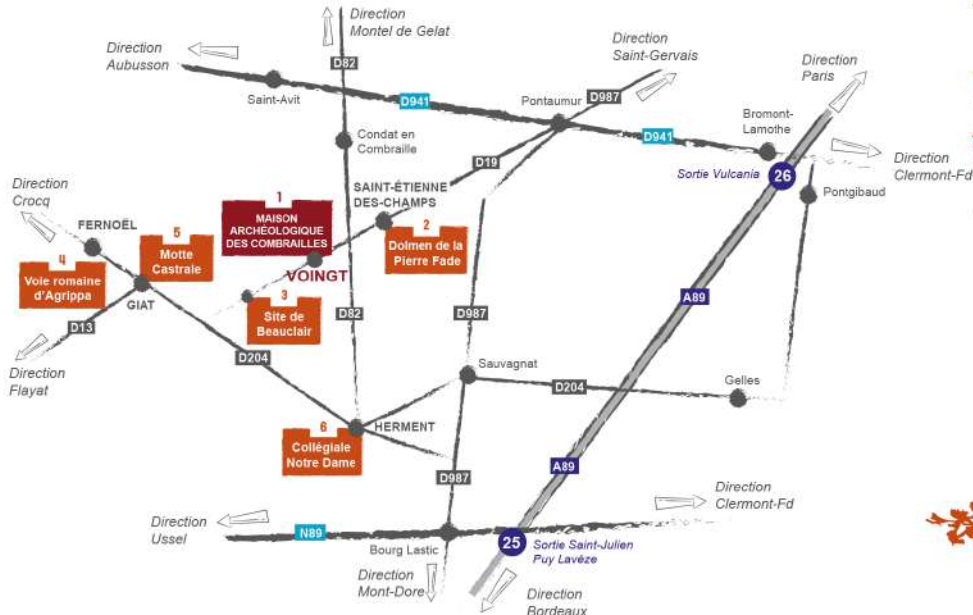 Direction
Montel de Gelat
Direction
Aubusson
Direction
Saint-Gervais
Direction
Paris
D82
D987
Saint-Avit
D941
Pontaumur
Bromont-
Lamothe
D941
Condat en
Combraille
D19
Direction
Clermont-Fd
Sortie Vulcania
26
Pontgibaud
Direction
Crocq
FERNOËL
1
MAISON
ARCHÉOLOGIQUE
DES COMBRAILLES
VOINGT
SAINT-ÉTIENNE
DES-CHAMPS
2
Dolmen de la
Pierre Fade
5
Motte
Castrale
4
Voie romaine
d'Agrippa
GIAT
3
Site de
Beauclair
A89
D13
D82
D987
Direction
Flayat
D204
Sauvagnat
D204
Gelles
6
Collégiale
Notre Dame
HERMENT
D987
A89
Direction
Clermont-Fd
Direction
Ussel
N89
Bourg Lastic
25
Sortie Saint-Julien
Puy Lavèze
Direction
Mont-Dore
Direction
Bordeaux